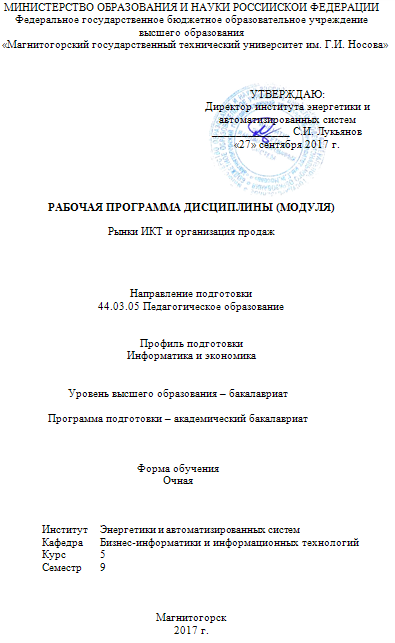 МИНИСТЕРСТВО ОБРАЗОВАНИЯ И НАУКИ РОССИЙСКОЙ ФЕДЕРАЦИИ
Федеральное государственное бюджетное образовательное учреждение
высшего образования
«Магнитогорский государственный технический университет им. Г.И. Носова»
УТВЕРЖДАЮ:
Директор института энергетики и
автоматизированных систем
______________ С.И. Лукьянов
«27» сентября 2017 г.
РАБОЧАЯ ПРОГРАММА ДИСЦИПЛИНЫ (МОДУЛЯ)
Рынки ИКТ и организация продаж
Направление подготовки
44.03.05 Педагогическое образование
Профиль подготовки
Информатика и экономика
Уровень высшего образования – бакалавриат
Программа подготовки – академический бакалавриат
Форма обучения
Очная
Институт Энергетики и автоматизированных систем
Кафедра Бизнес-информатики и информационных технологий
Курс 5
Семестр 9
Магнитогорск
2017 г.